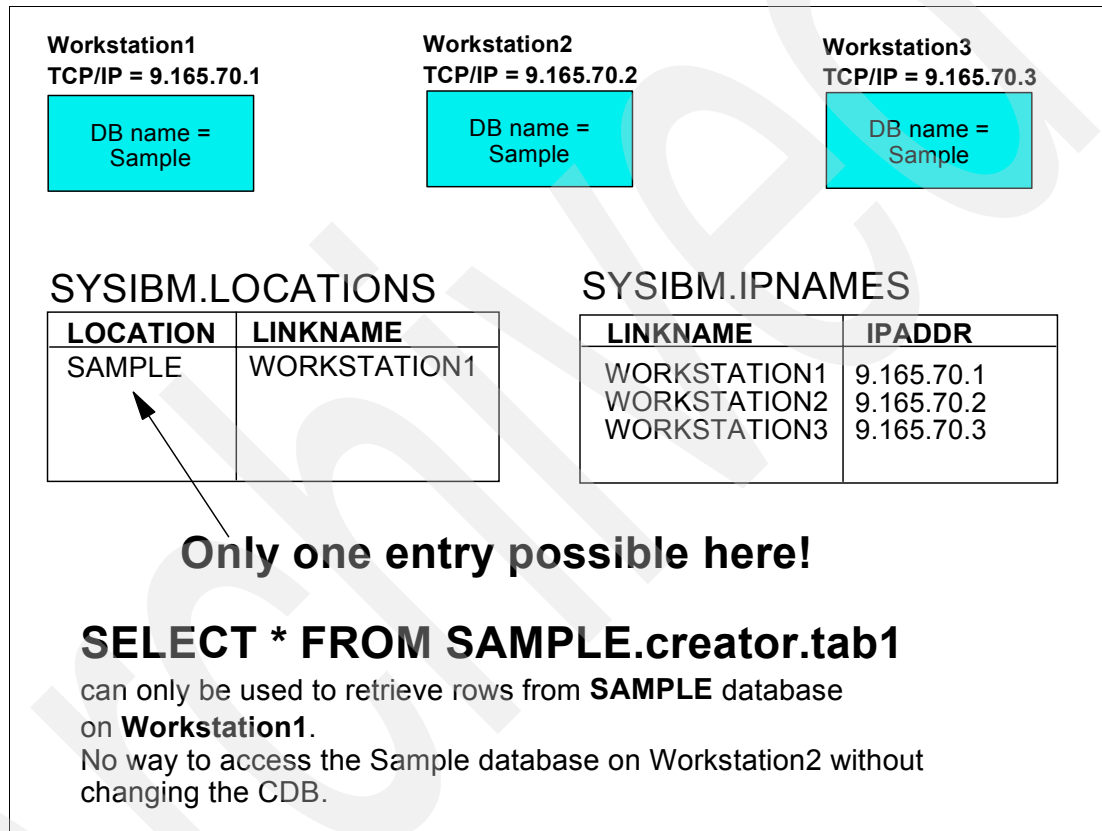 Workstation1
TCP/IP = 9.165.70.1
DB name =
Sample
Workstation2
TCP/IP = 9.165.70.2
DB name =
Sample
Workstation3
TCP/IP = 9.165.70.3
DB name =
Sample
SYSIBM.LOCATIONS
LOCATION LINKNAME
SAMPLE WORKSTATION1
SYSIBM.IPNAMES
LINKNAME IPADDR
WORKSTATION1 9.165.70.1
WORKSTATION2 9.165.70.2
WORKSTATION3 9.165.70.3
Only one entry possible here!
SELECT * FROM SAMPLE.creator.tab1
can only be used to retrieve rows from SAMPLE database
on Workstation1.
No way to access the Sample database on Workstation2 without
changing the CDB.